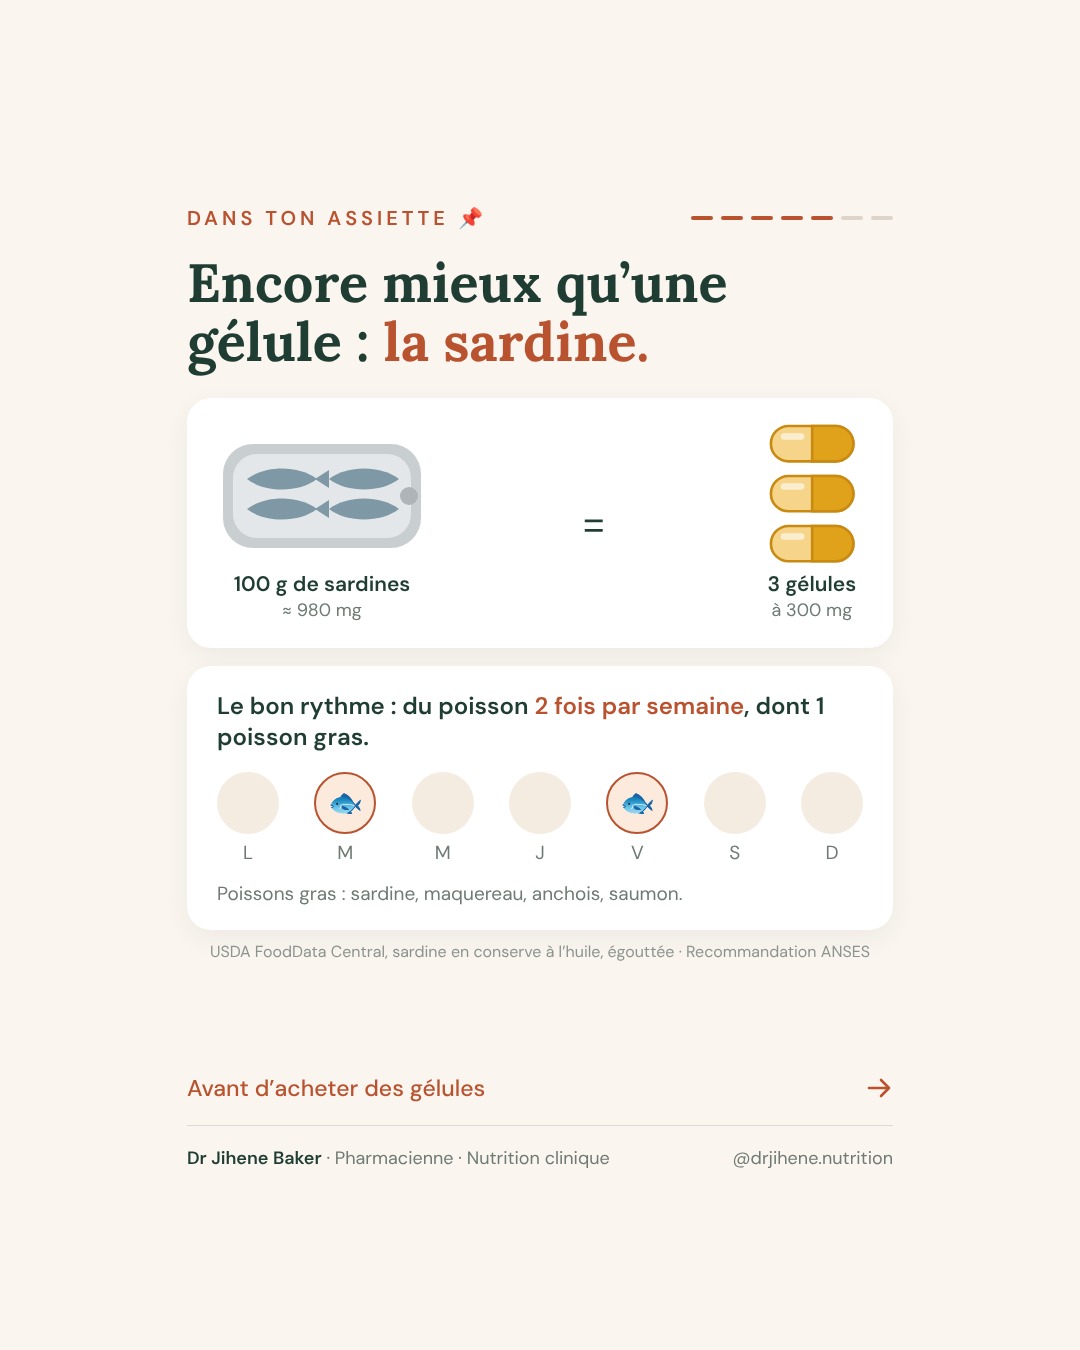 DANS TON ASSIETTE 📌
Encore mieux qu’une
gélule : la sardine.
=
100 g de sardines
≈ 980 mg
3 gélules
à 300 mg
Le bon rythme : du poisson 2 fois par semaine, dont 1
poisson gras.
L M M J V S D
Poissons gras : sardine, maquereau, anchois, saumon.
USDA FoodData Central, sardine en conserve à l’huile, égouttée · Recommandation ANSES
Avant d’acheter des gélules →
Dr Jihene Baker · Pharmacienne · Nutrition clinique
@drjihene.nutrition